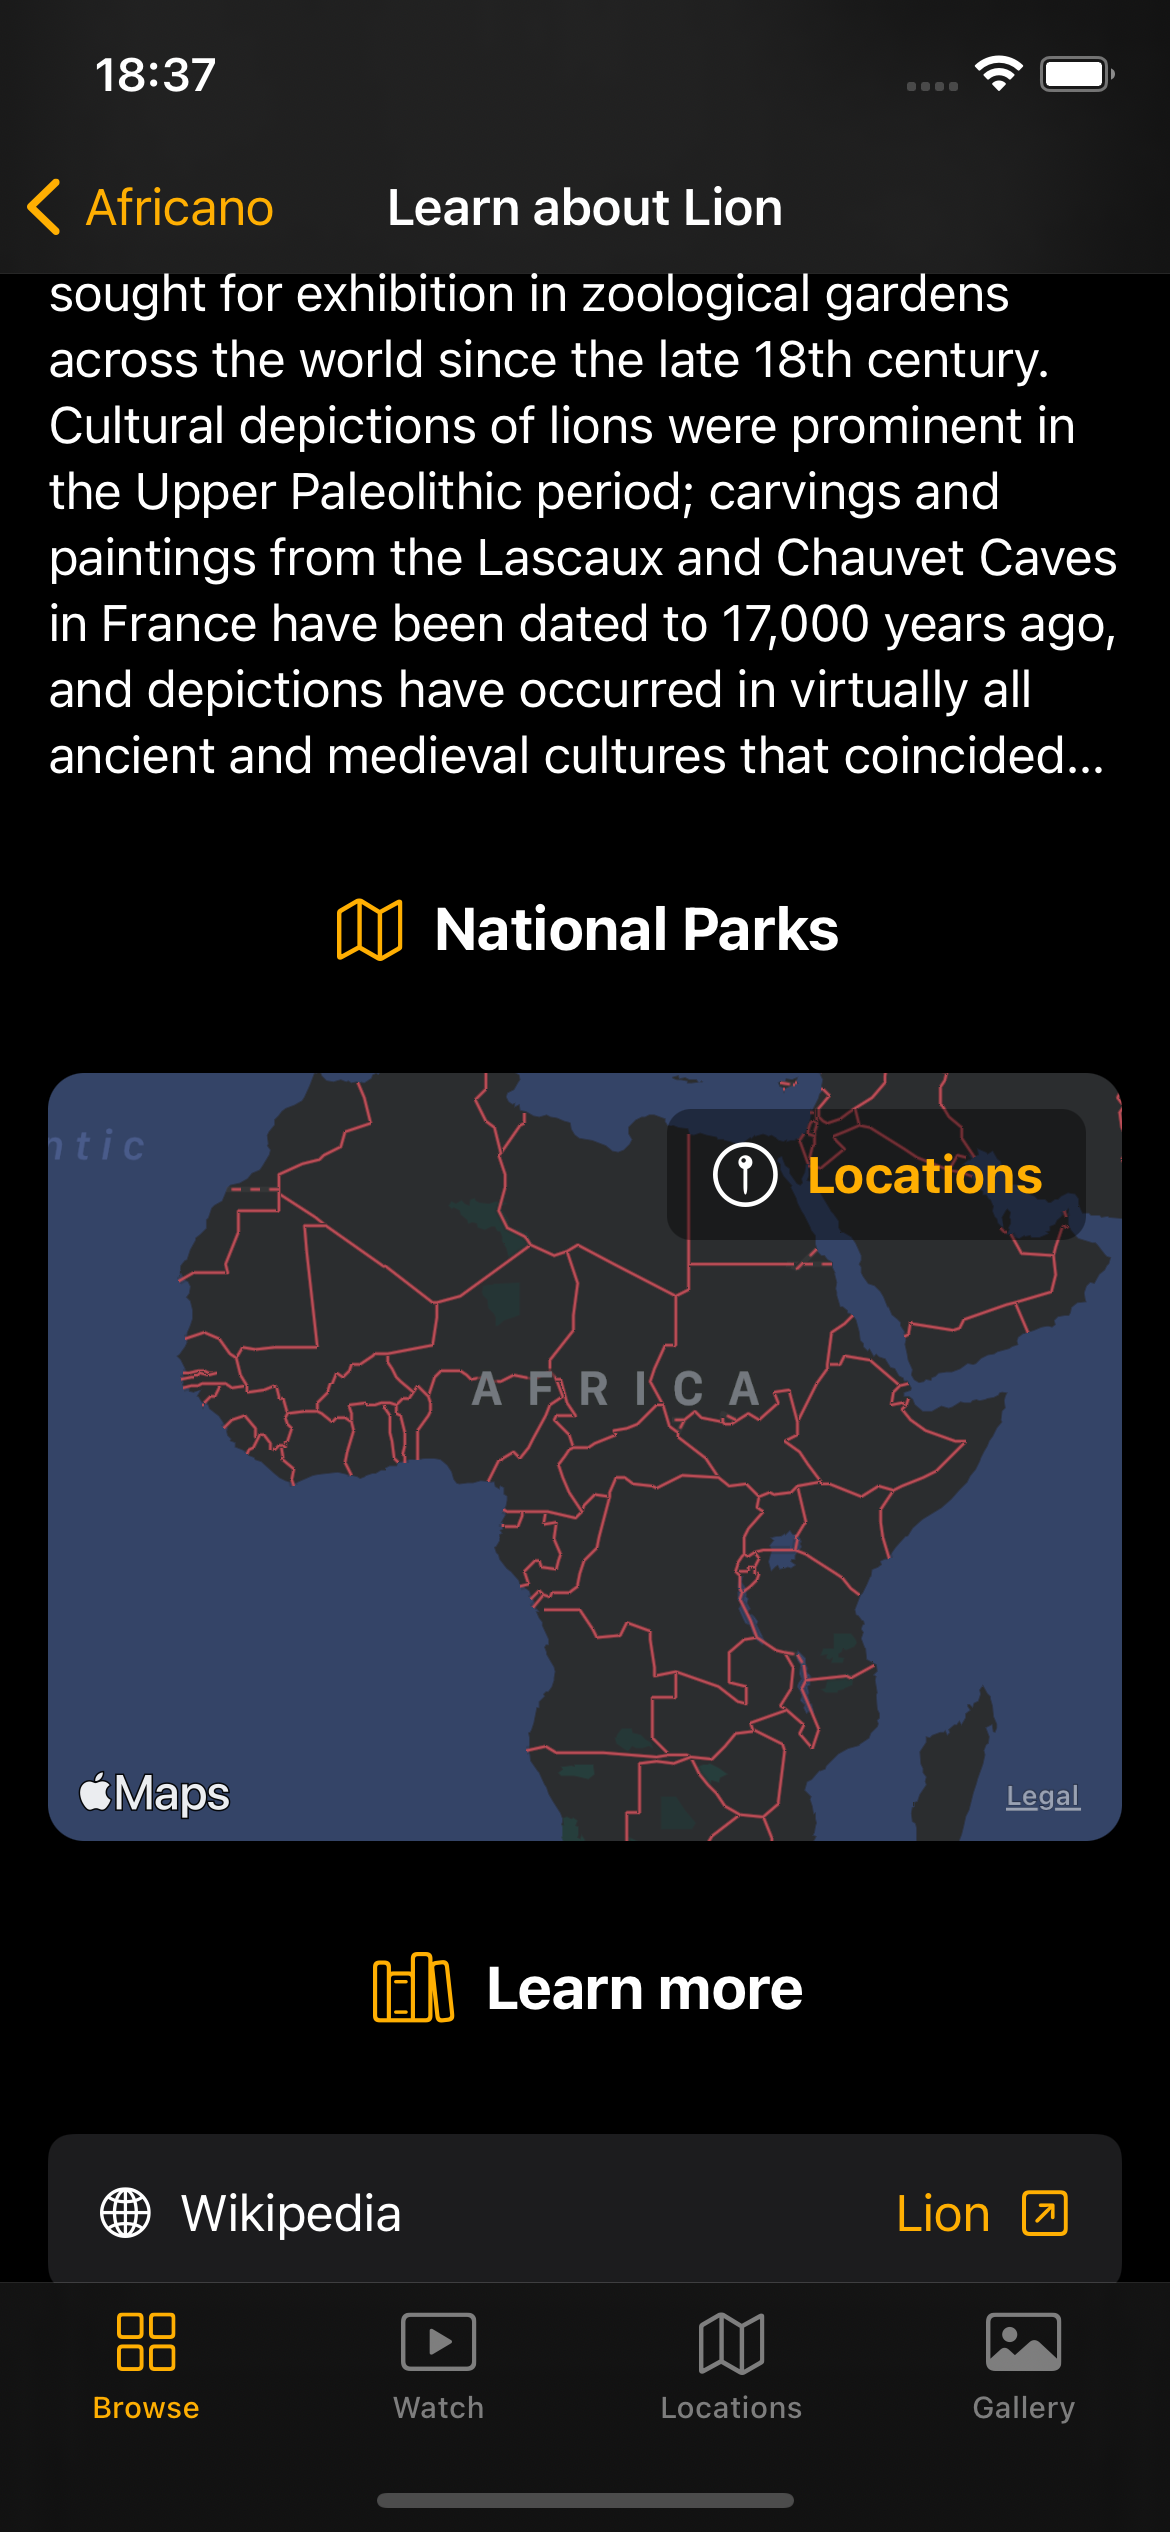 18:37
Africano
Learn about Lion
sought for exhibition in zoological gardens
across the world since the late 18th century.
Cultural depictions of lions were prominent in
the Upper Paleolithic period; carvings and
paintings from the Lascaux and Chauvet Caves
in France have been dated to 17,000 years ago,
and depictions have occurred in virtually all
ancient and medieval cultures that coincided...
National Parks
ntic
Locations
AFRICA
Maps
Legal
Learn more
Wikipedia
Lion
Browse
Watch
Locations
Gallery